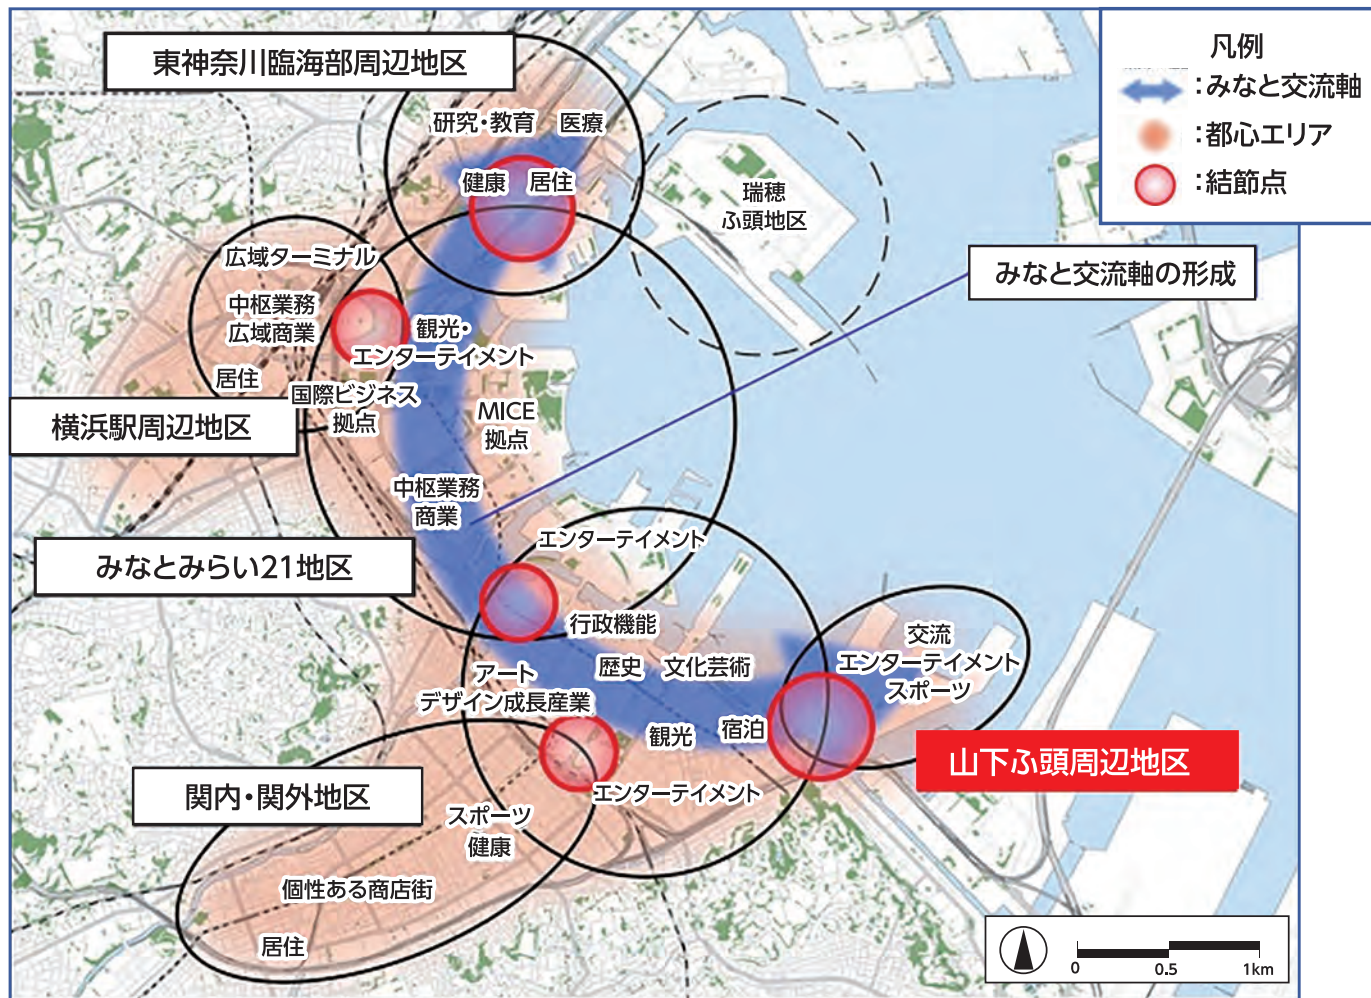 東神奈川臨海部周辺地区
凡例
:みなと交流軸
:都心エリア
:結節点
研究・教育 医療
健康 居住
瑞穂
ふ頭地区
みなと交流軸の形成
広域ターミナル
中枢業務
広域商業
居住
観光・
エンターテイメント
国際ビジネス
拠点
MICE
拠点
横浜駅周辺地区
中枢業務
商業
みなとみらい21地区
エンターテイメント
行政機能
歴史 文化芸術
交流
エンターテイメント
スポーツ
アート
デザイン成長産業
観光
宿泊
山下ふ頭周辺地区
関内・関外地区
エンターテイメント
スポーツ
健康
個性ある商店街
居住
0 0.5 1km